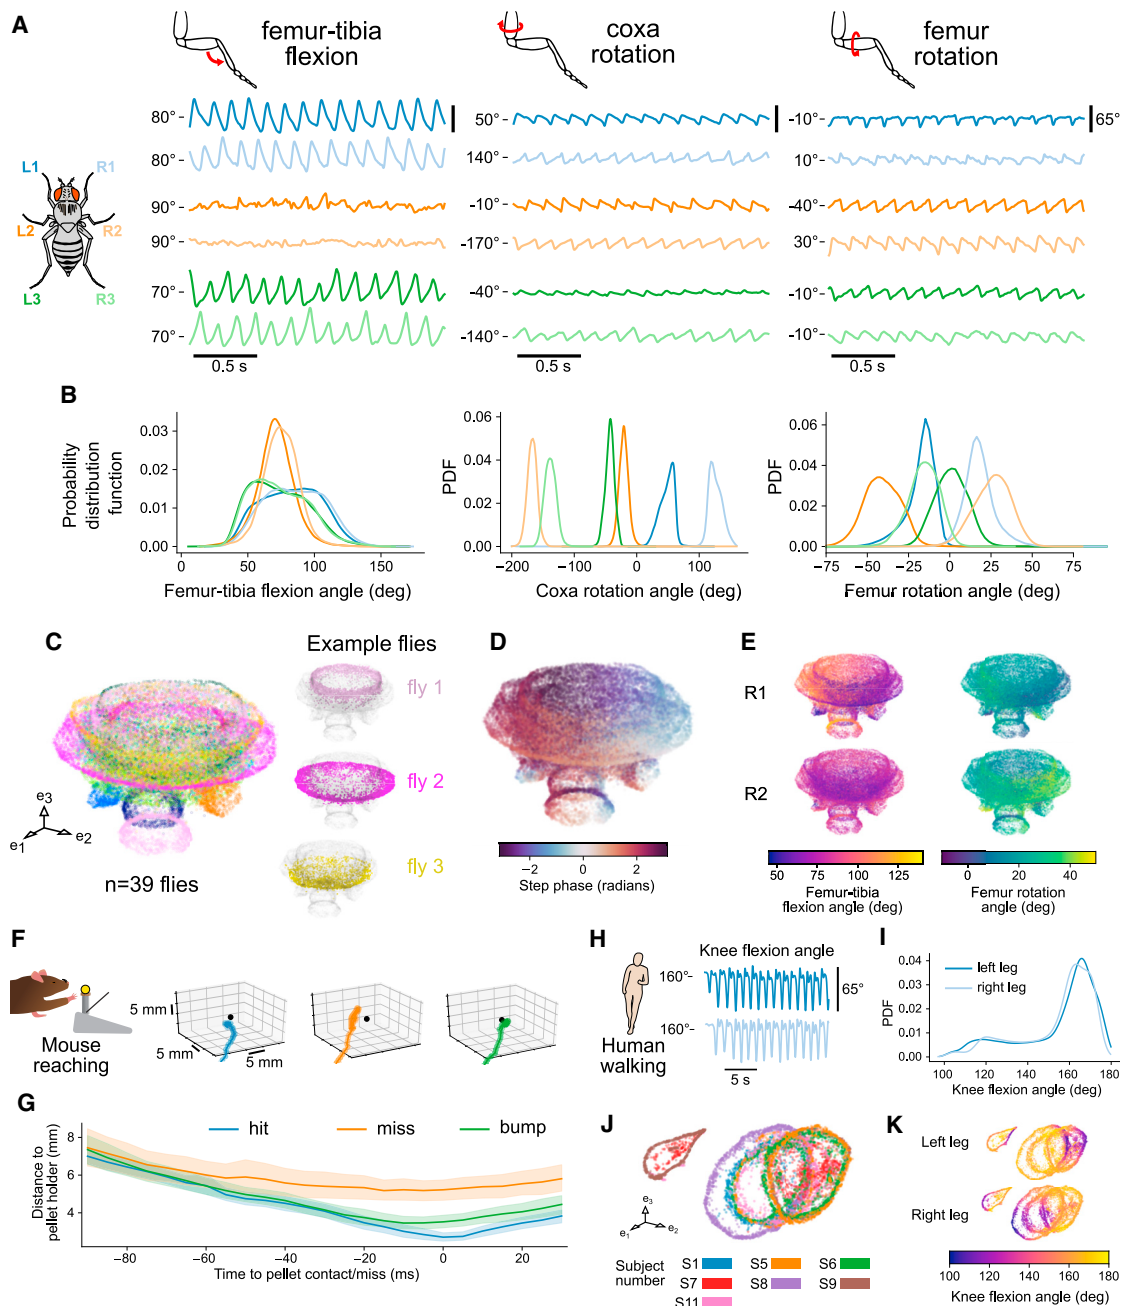 A
femur-tibia
flexion
coxa
rotation
femur
rotation
80°
50°
-10°
65°
80°
140°
10°
L1
R1
90°
-10°
-40°
L2
R2
90°
-170°
30°
L3
R3
70°
-40°
-10°
70°
-140°
-10°
0.5 s
0.5 s
0.5 s
B
Probability
distribution
function
0.03
0.02
0.01
0.00
0
50
100
150
Femur-tibia flexion angle (deg)
PDF
0.06
0.04
0.02
0.00
−200
−100
0
100
Coxa rotation angle (deg)
PDF
0.06
0.04
0.02
0.00
−75
−50
−25
0
25
50
75
Femur rotation angle (deg)
C
Example flies
fly 1
fly 2
fly 3
e3
e1
e2
n=39 flies
D
−2
0
2
Step phase (radians)
E
R1
R2
50
75
100
125
Femur-tibia
flexion angle (deg)
0
20
40
Femur rotation
angle (deg)
F
5 mm
Mouse
reaching
5 mm
5 mm
G
hit
miss
bump
Distance to
pellet holder (mm)
8
6
4
−80
−60
−40
−20
0
20
Time to pellet contact/miss (ms)
H
Knee flexion angle
160°
65°
160°
Human
walking
5 s
I
left leg
right leg
PDF
0.04
0.03
0.02
0.01
0.00
100
120
140
160
180
Knee flexion angle (deg)
J
e3
e1
e2
Subject
number
S1
S5
S6
S7
S8
S9
S11
K
Left leg
Right leg
100
120
140
160
180
Knee flexion angle (deg)